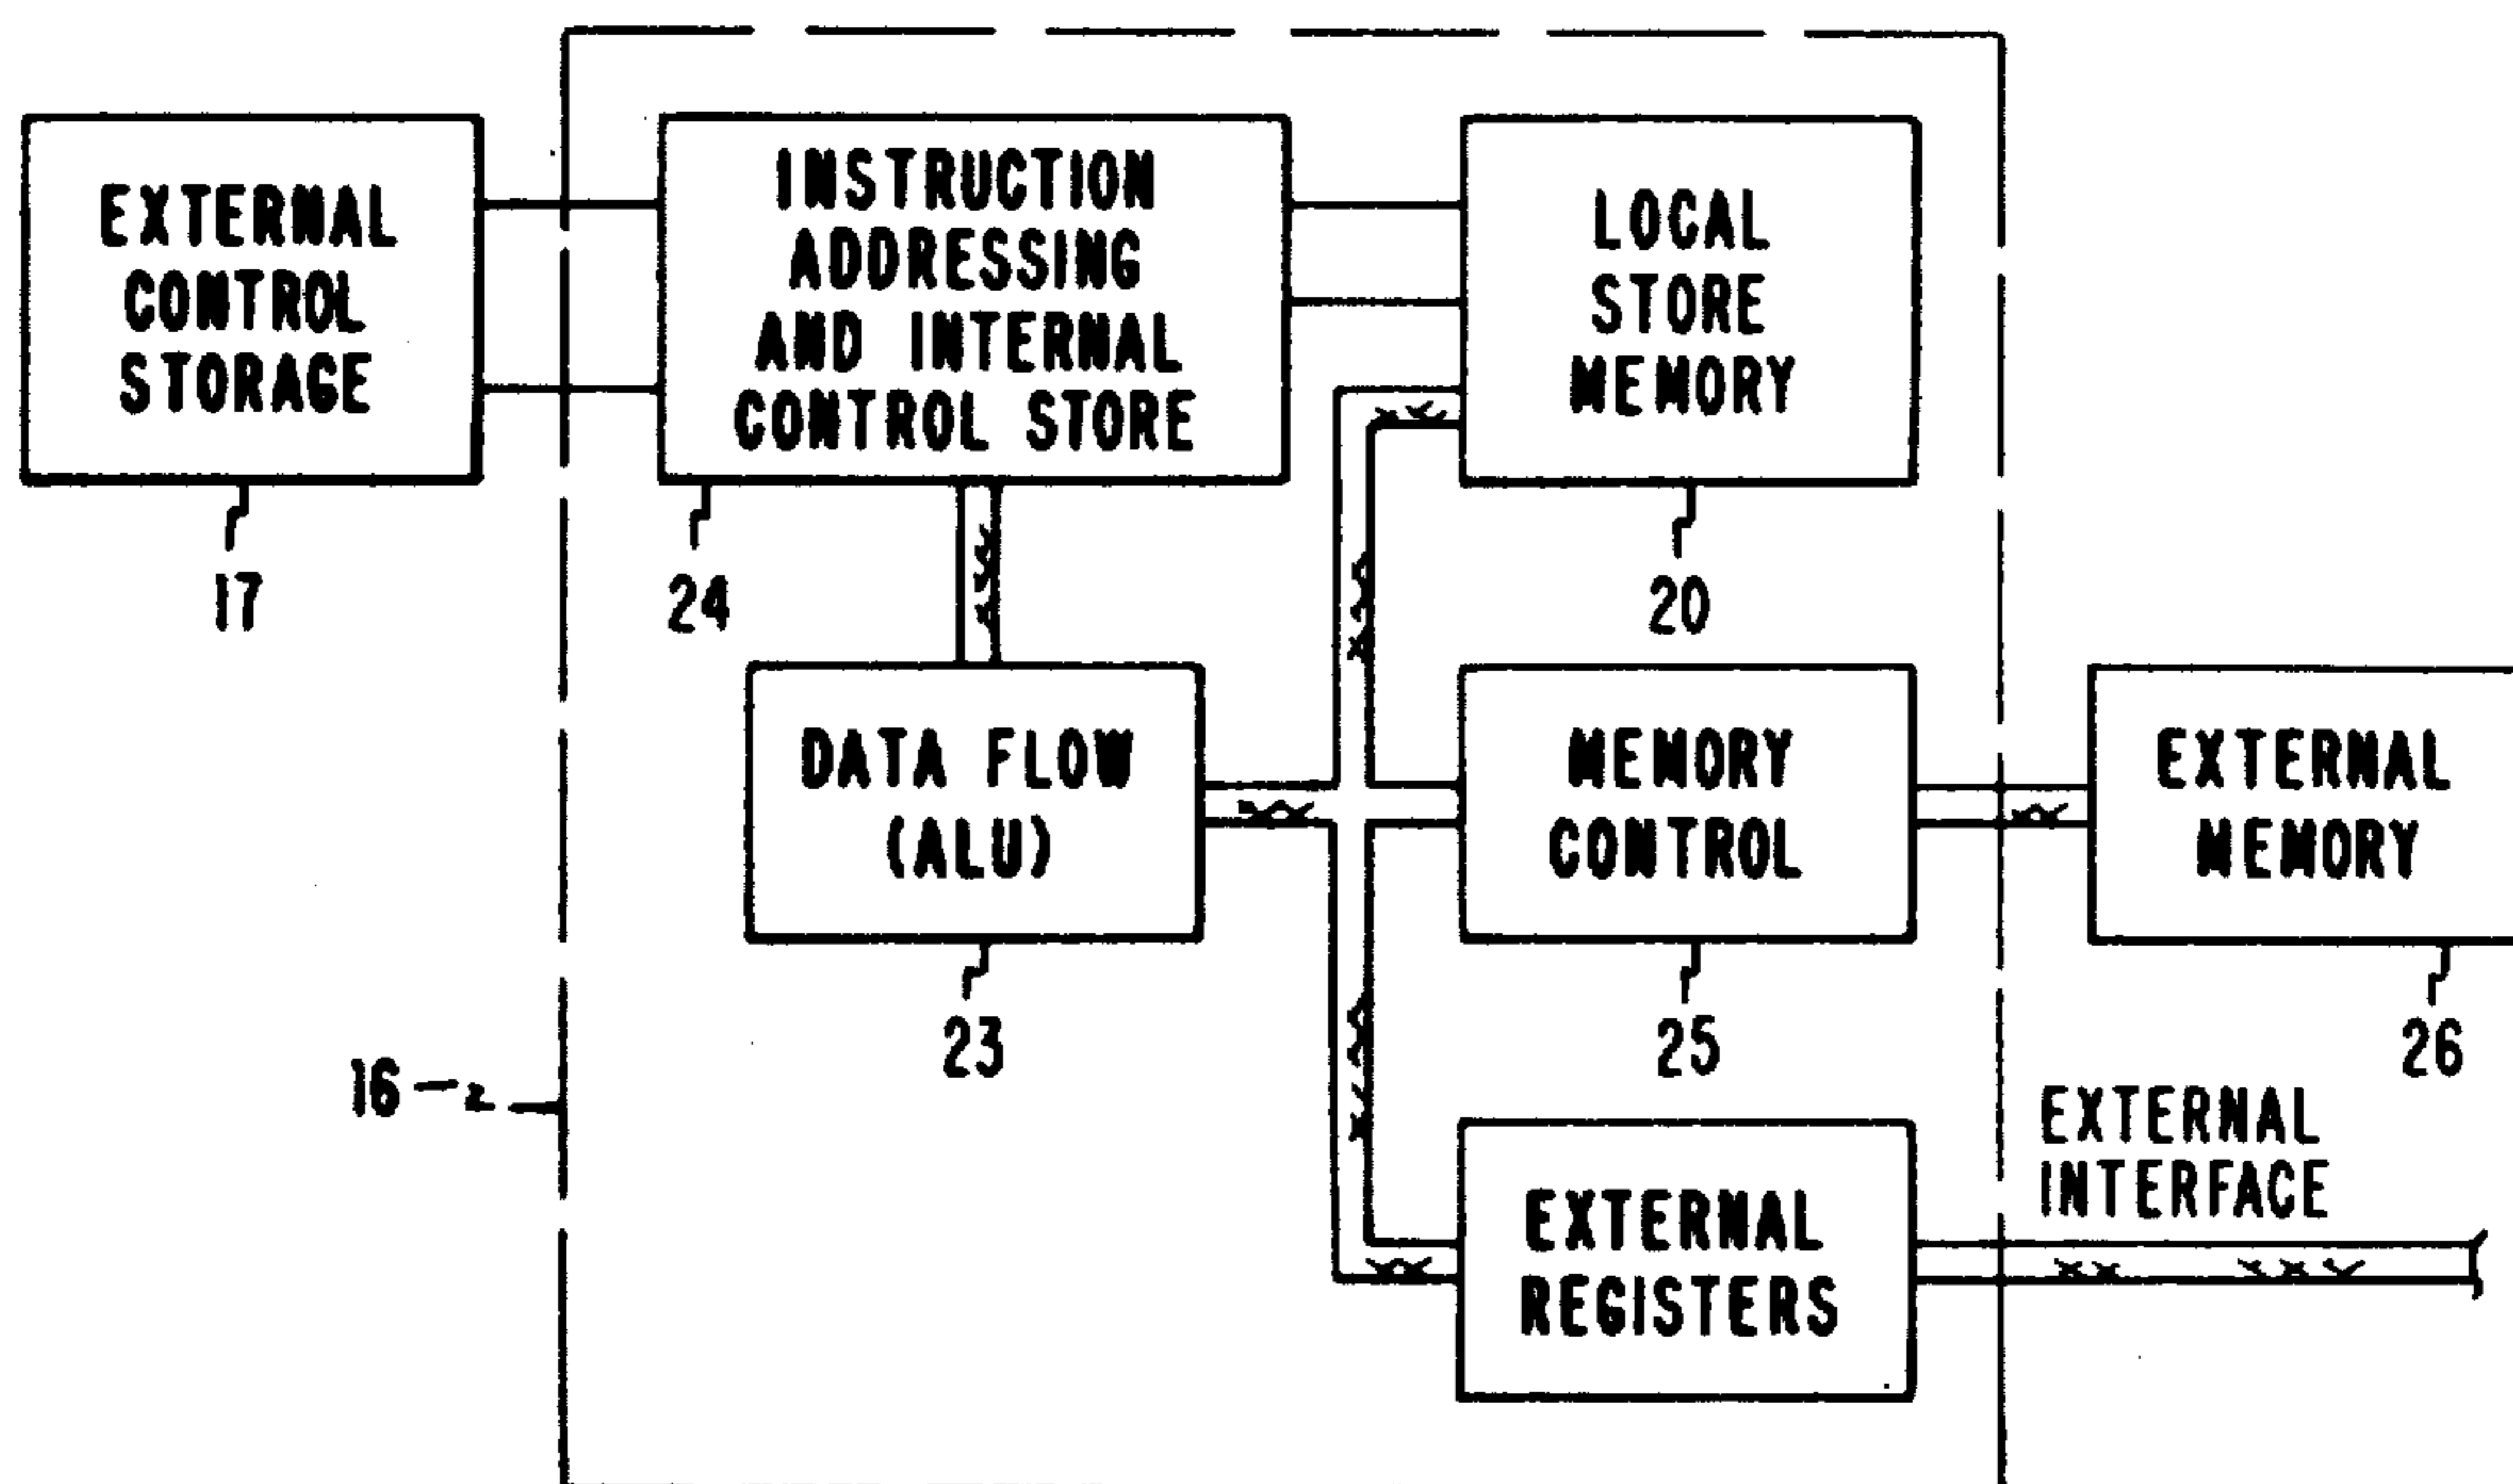 EXTERNAL
CONTROL
STORAGE
17
INSTRUCTION
ADDRESSING
AND INTERNAL
CONTROL STORE
24
LOCAL
STORE
MEMORY
20
DATA FLOW
(ALU)
23
MEMORY
CONTROL
25
EXTERNAL
MEMORY
26
16
EXTERNAL
REGISTERS
EXTERNAL
INTERFACE